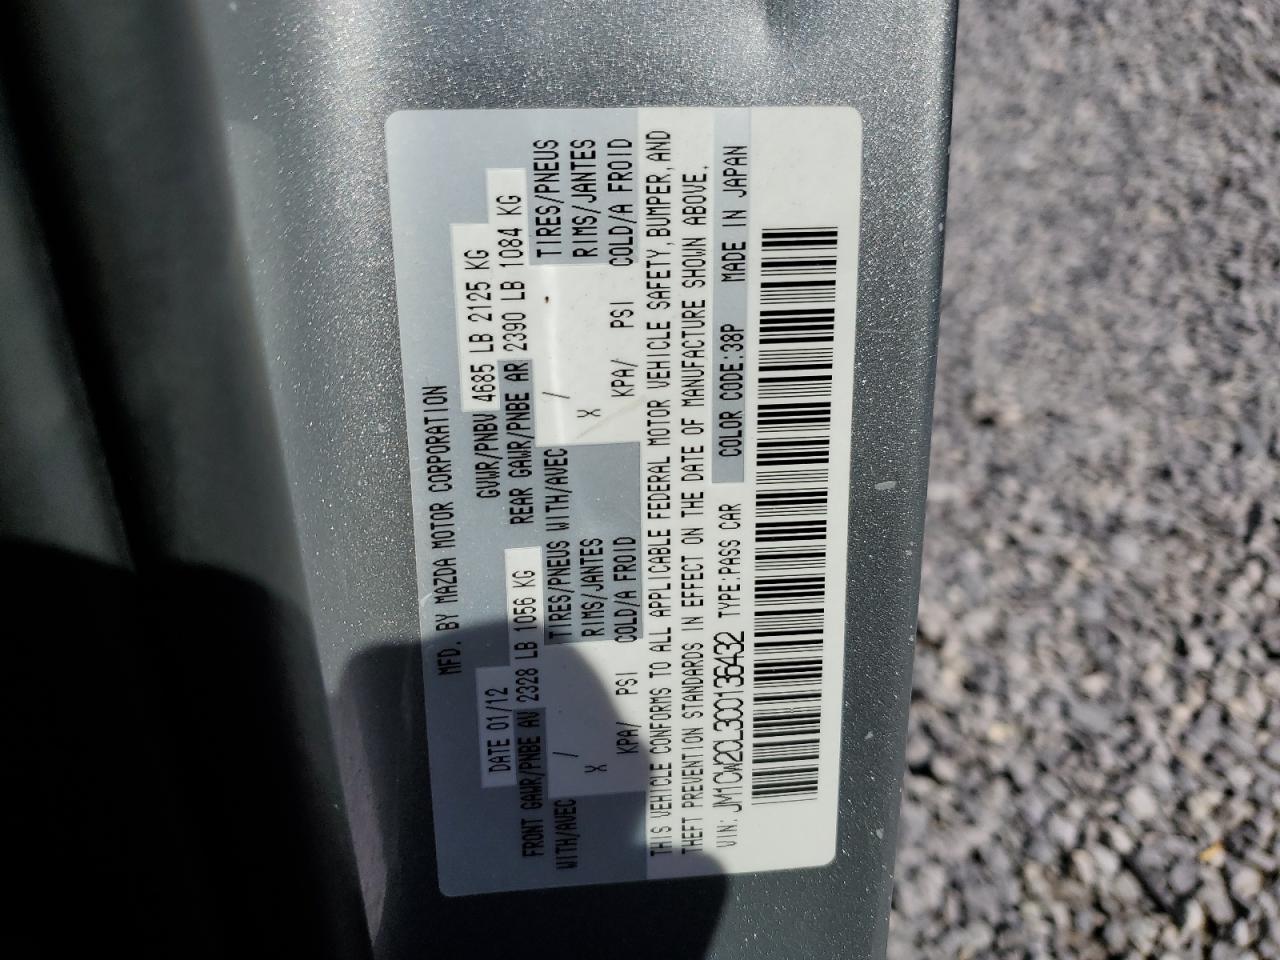 MFD. BY MAZDA MOTOR CORPORATION
DATE 01/12 GVWR/PNBV 4685 LB 2125 KG
FRONT GAWR/PNBE AV 2328 LB 1056 KG REAR GAWR/PNBE AR 2390 LB 1084 KG
WITH/AVEC / TIRES/PNEUS WITH/AVEC / TIRES/PNEUS
X RIMS/JANTES X RIMS/JANTES
KPA/ PSI COLD/A FROID KPA/ PSI COLD/A FROID
THIS VEHICLE CONFORMS TO ALL APPLICABLE FEDERAL MOTOR VEHICLE SAFETY, BUMPER, AND
THEFT PREVENTION STANDARDS IN EFFECT ON THE DATE OF MANUFACTURE SHOWN ABOVE.
VIN: JM1CW2CL3C0136432 TYPE:PASS CAR COLOR CODE:38P MADE IN JAPAN